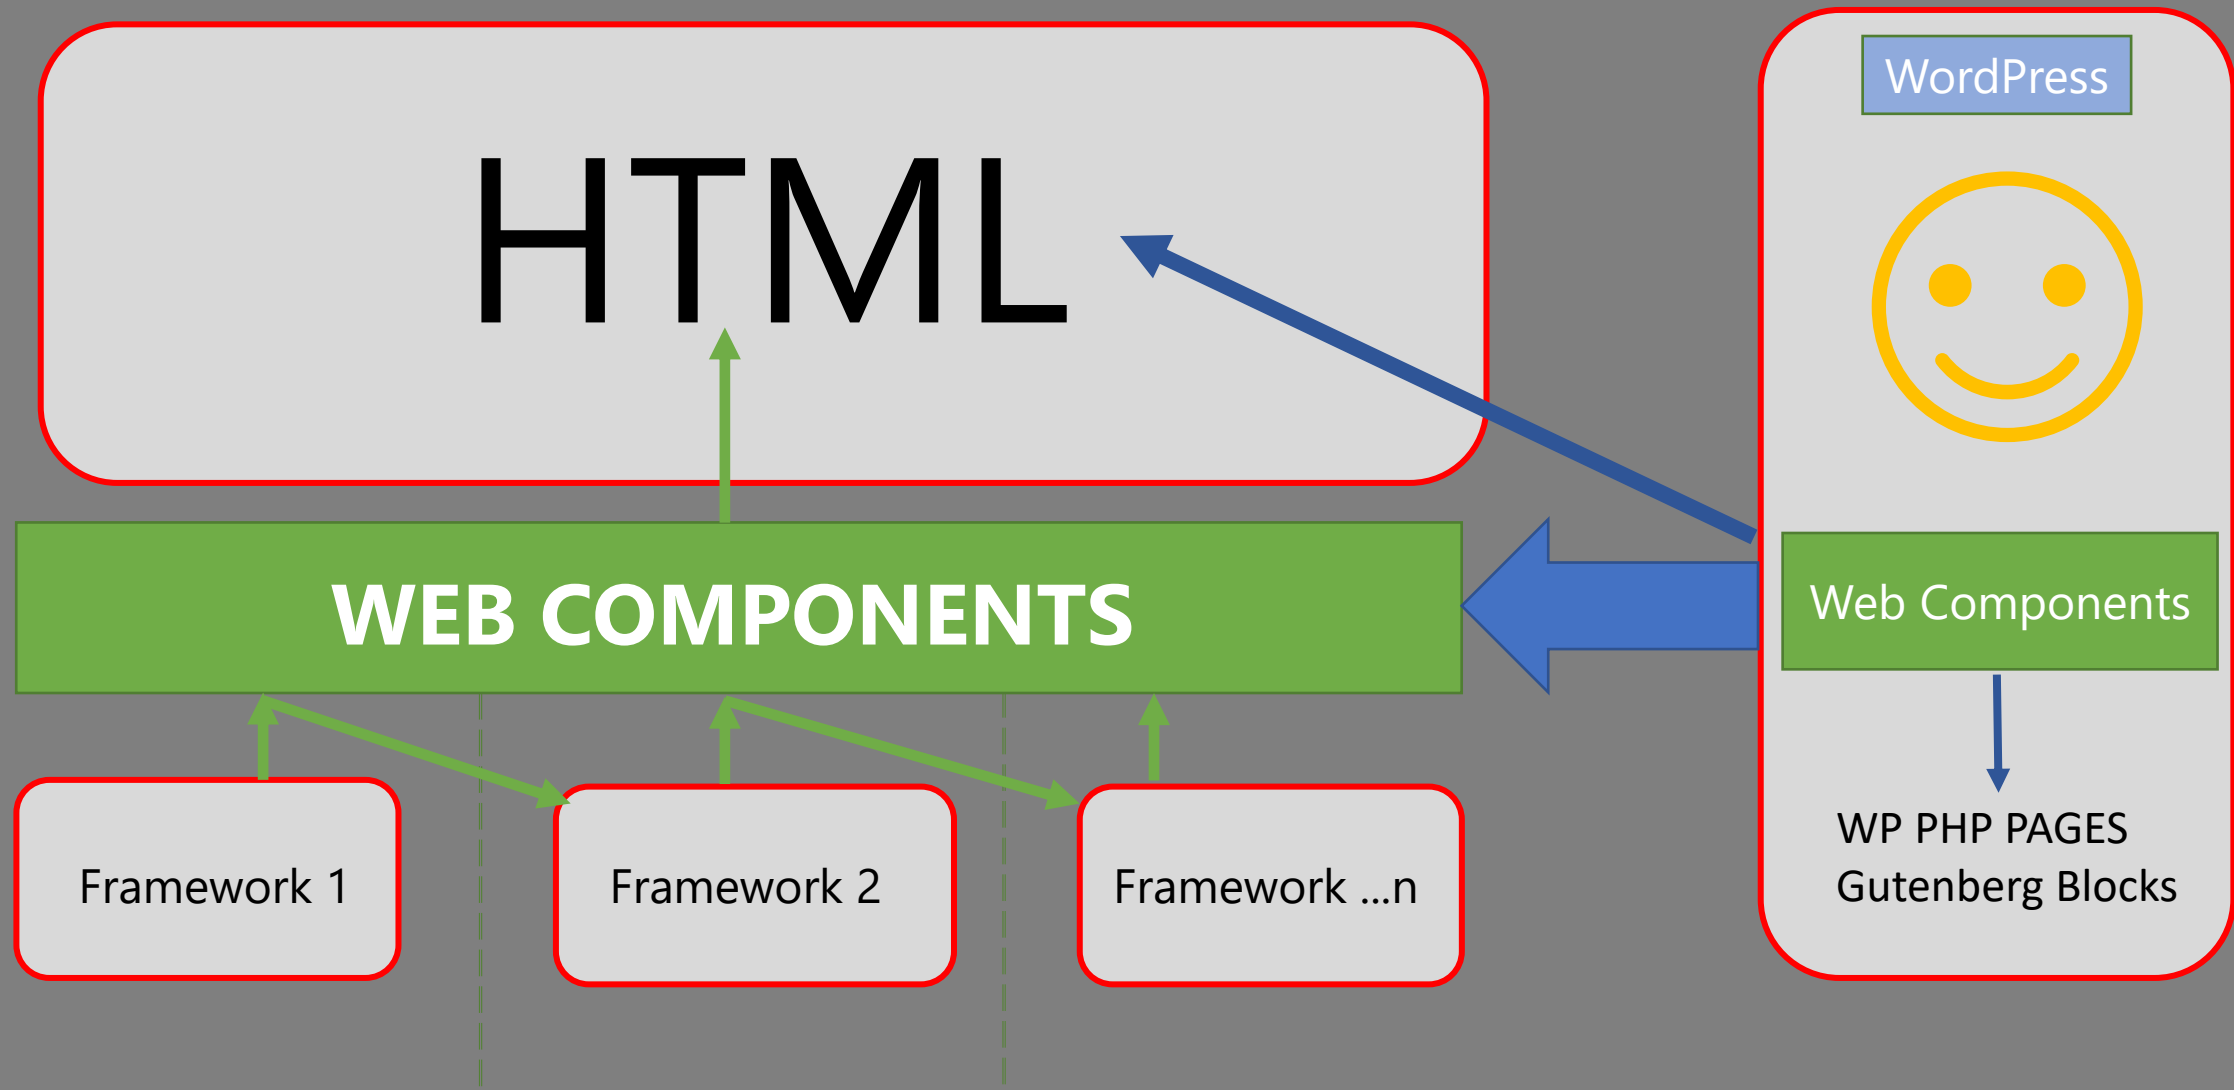 HTML
WEB COMPONENTS
Framework 1
Framework 2
Framework ...n
WordPress
Web Components
WP PHP PAGES
Gutenberg Blocks